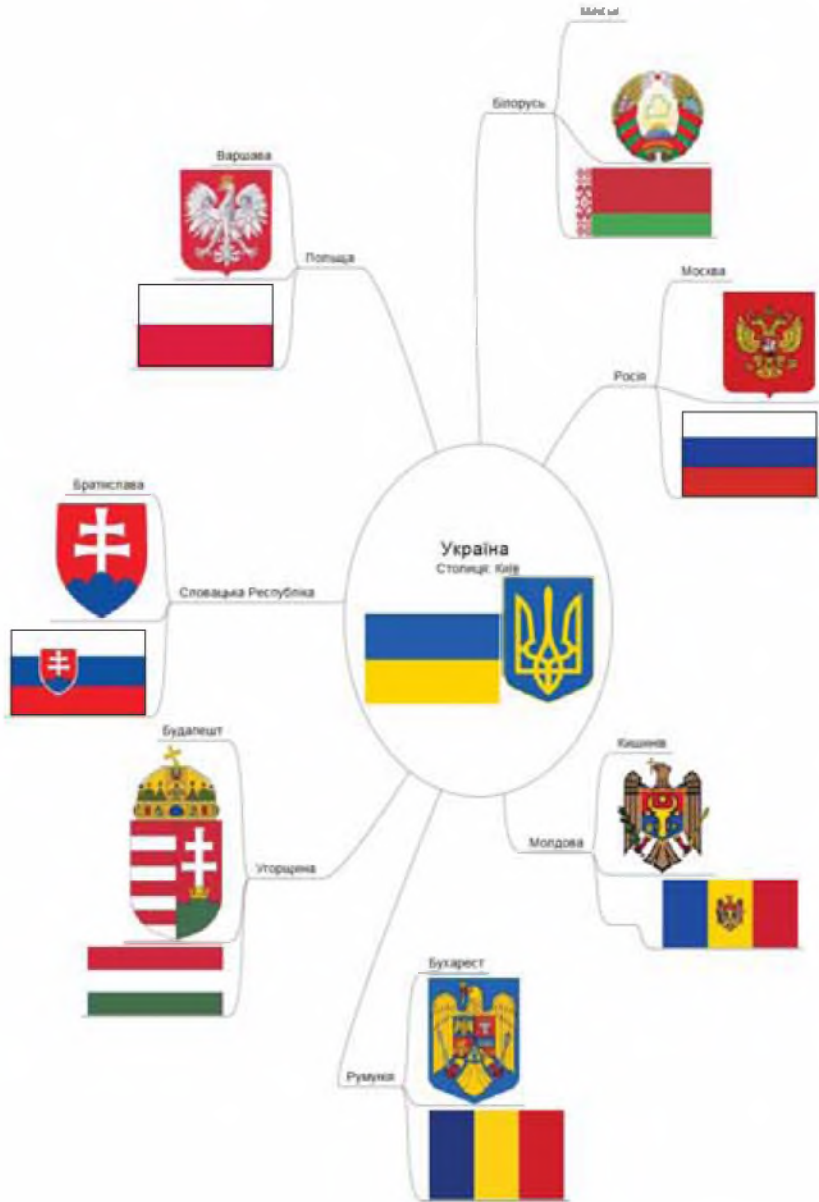 Білорусь
Варшава
Польща
Москва
Росія
Братислава
Україна
Столиця: Київ
Словацька Республіка
Будапешт
Кишинів
Молдова
Угорщина
Бухарест
Румунія